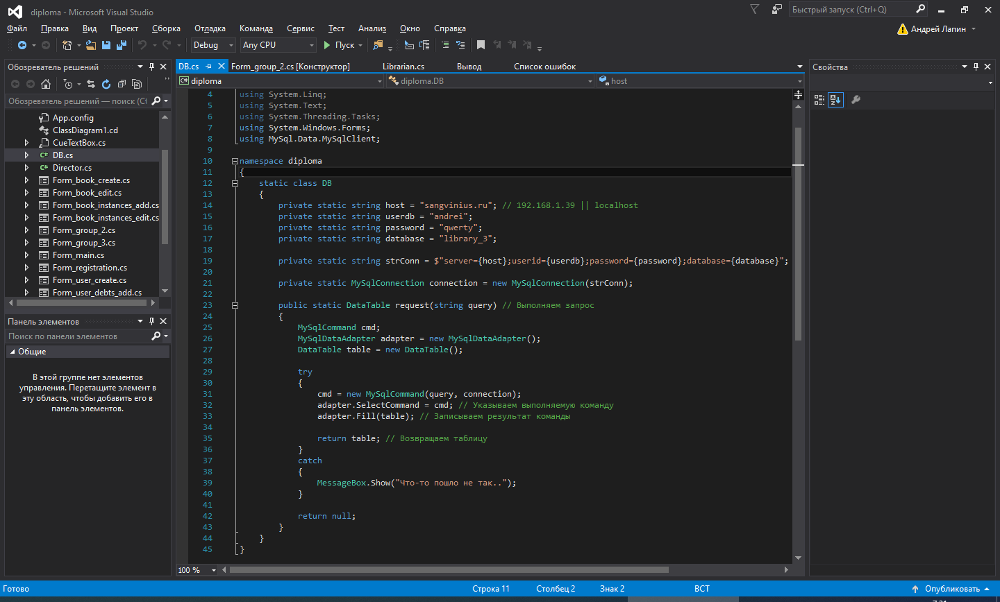 diploma - Microsoft Visual Studio
Быстрый запуск (Ctrl+Q)
Файл Правка Вид Проект Сборка Отладка Команда Сервис Тест Анализ Окно Справка
Андрей Лапин
Debug Any CPU Пуск
Обозреватель решений
Обозреватель решений — поиск (Ct
App.config
ClassDiagram1.cd
CueTextBox.cs
DB.cs
Director.cs
Form_book_create.cs
Form_book_edit.cs
Form_book_instances_add.cs
Form_book_instances_edit.cs
Form_group_2.cs
Form_group_3.cs
Form_main.cs
Form_registration.cs
Form_user_create.cs
Form_user_debts_add.cs
Панель элементов
Поиск по панели элементов
Общие
В этой группе нет элементов
управления. Перетащите элемент в
эту область, чтобы добавить его в
панель элементов.
DB.cs Form_group_2.cs [Конструктор] Librarian.cs Вывод Список ошибок
C# diploma diploma.DB host
4 using System.Linq;
5 using System.Text;
6 using System.Threading.Tasks;
7 using System.Windows.Forms;
8 using MySql.Data.MySqlClient;
9
10 namespace diploma
11 {
12 static class DB
13 {
14 private static string host = "sangvinius.ru"; // 192.168.1.39 || localhost
15 private static string userdb = "andrei";
16 private static string password = "qwerty";
17 private static string database = "library_3";
18
19 private static string strConn = $"server={host};userid={userdb};password={password};database={database}";
20
21 private static MySqlConnection connection = new MySqlConnection(strConn);
22
23 public static DataTable request(string query) // Выполняем запрос
24 {
25 MySqlCommand cmd;
26 MySqlDataAdapter adapter = new MySqlDataAdapter();
27 DataTable table = new DataTable();
28
29 try
30 {
31 cmd = new MySqlCommand(query, connection);
32 adapter.SelectCommand = cmd; // Указываем выполняемую команду
33 adapter.Fill(table); // Записываем результат команды
34
35 return table; // Возвращаем таблицу
36 }
37 catch
38 {
39 MessageBox.Show("Что-то пошло не так..");
40 }
41
42 return null;
43 }
44 }
45 }
100 %
Свойства
Готово Строка 11 Столбец 2 Знак 2 ВСТ Опубликовать